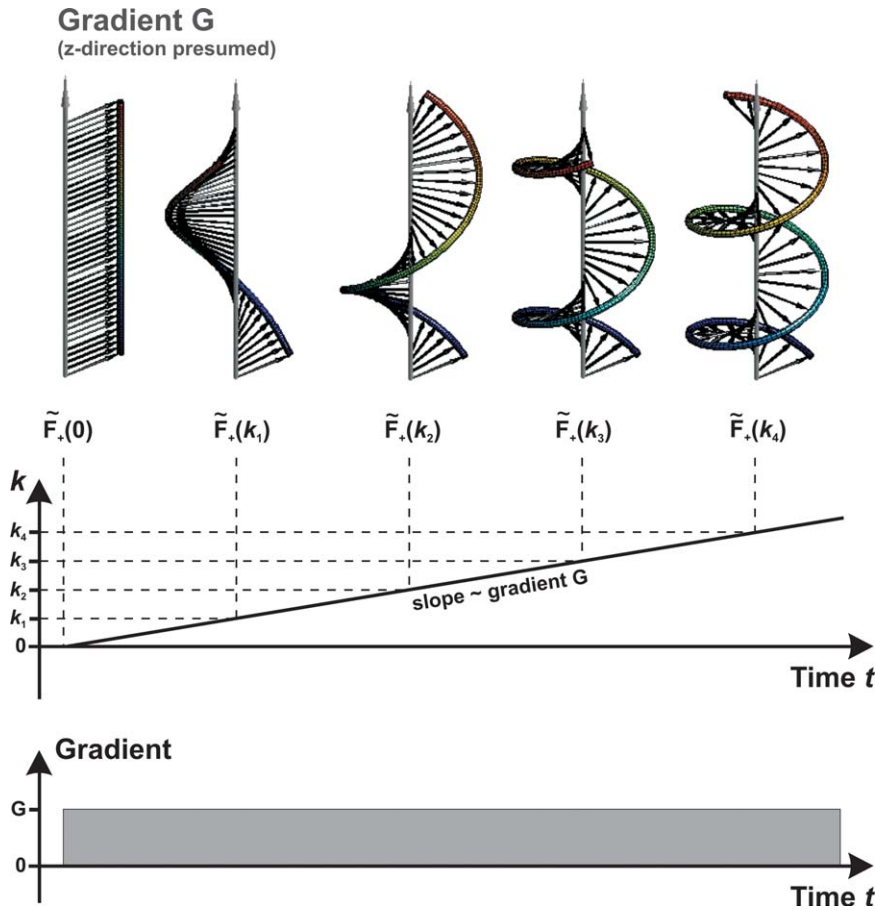 Gradient G
(z-direction presumed)
F̃₊(0) F̃₊(k₁) F̃₊(k₂) F̃₊(k₃) F̃₊(k₄)
k
k₄
k₃
k₂
k₁
0
slope ~ gradient G
Time t
Gradient
G
0
Time t